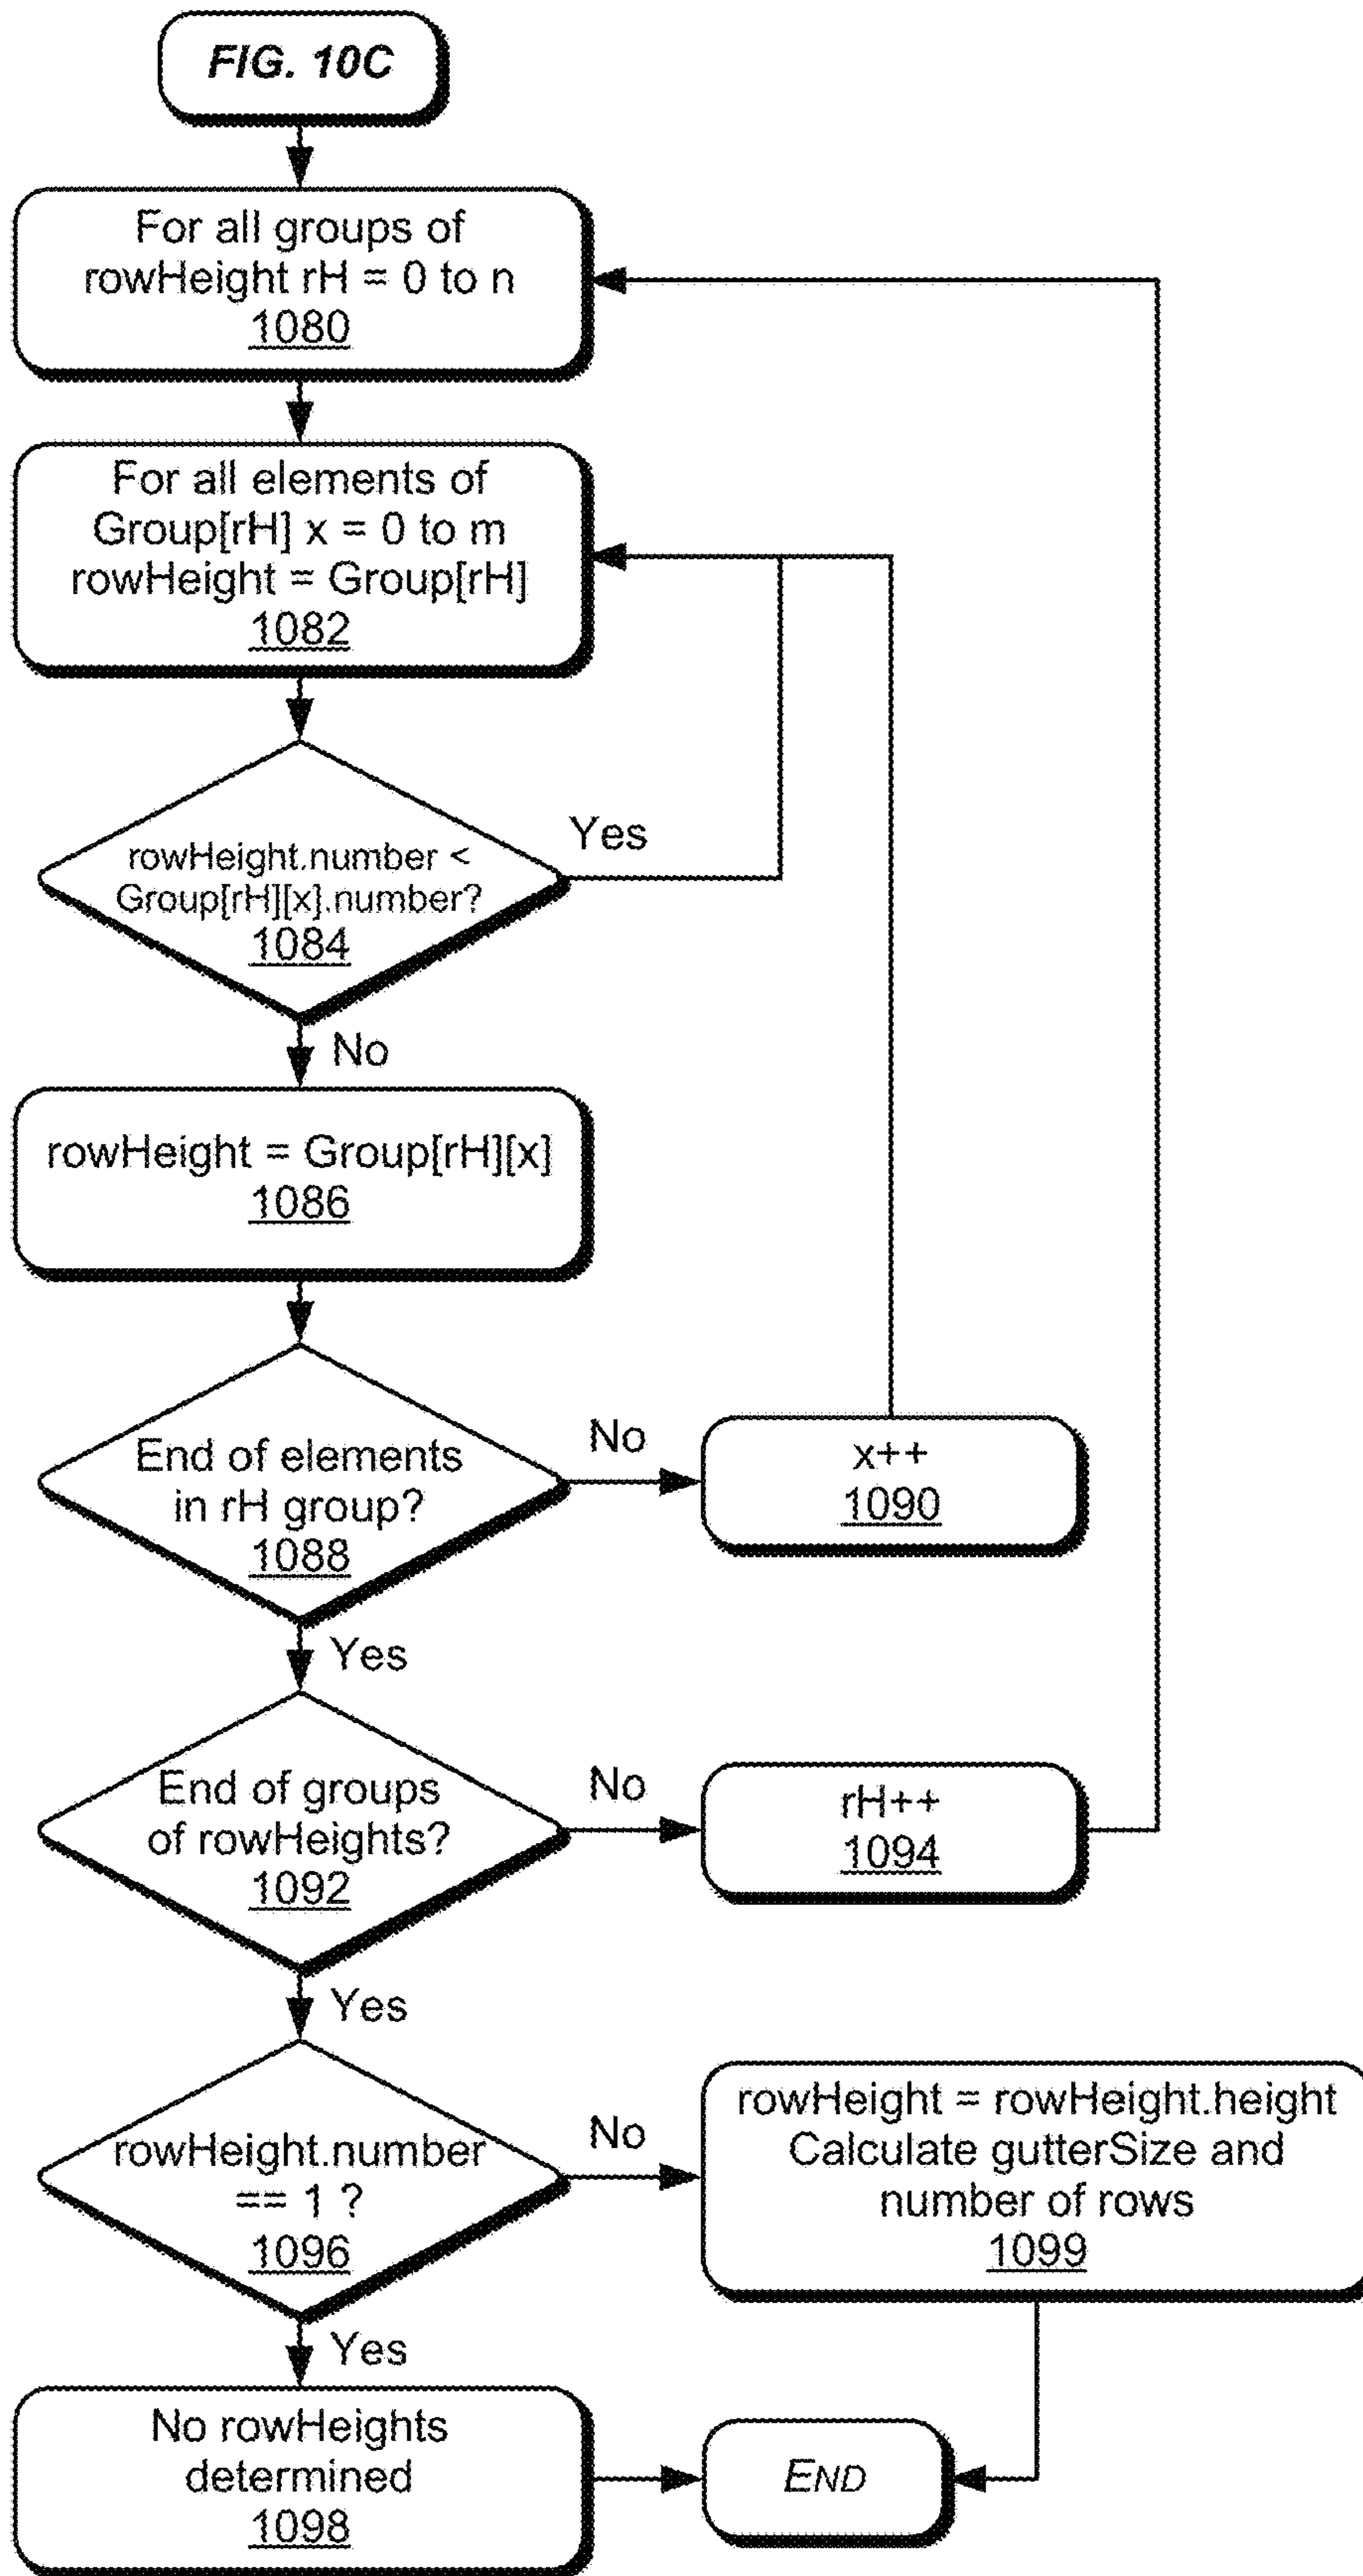 FIG. 10C
For all groups of
rowHeight rH = 0 to n
1080
For all elements of
Group[rH] x = 0 to m
rowHeight = Group[rH]
1082
rowHeight.number <
Group[rH][x].number?
1084
Yes
No
rowHeight = Group[rH][x]
1086
End of elements
in rH group?
1088
No
x++
1090
Yes
End of groups
of rowHeights?
1092
No
rH++
1094
Yes
rowHeight.number
== 1 ?
1096
No
rowHeight = rowHeight.height
Calculate gutterSize and
number of rows
1099
Yes
No rowHeights
determined
1098
END